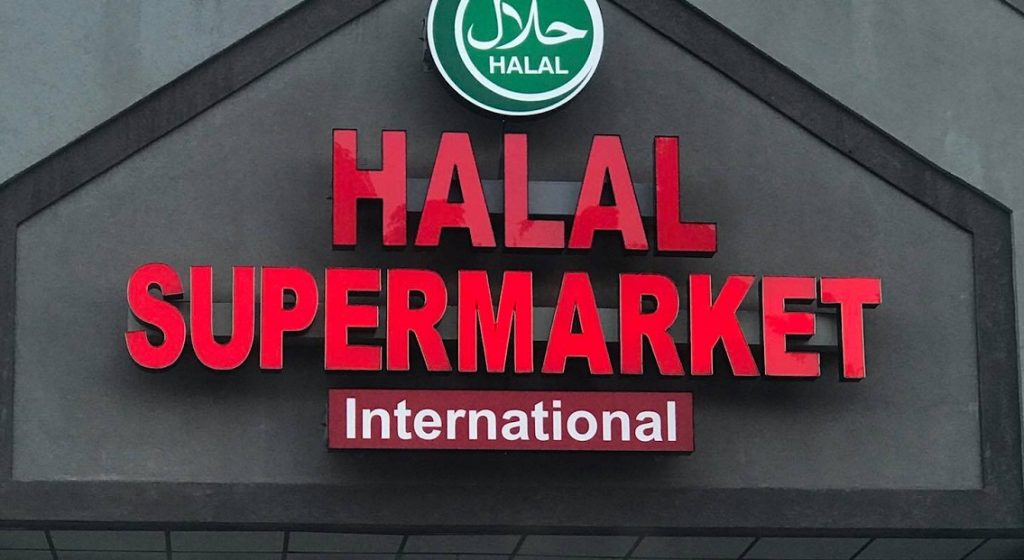 حلال
HALAL
HALAL
SUPERMARKET
International